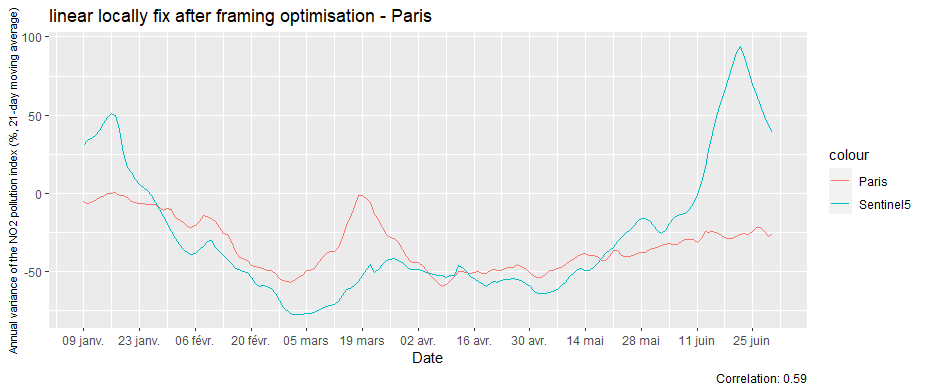 linear locally fix after framing optimisation - Paris
Annual variance of the NO2 pollution index (%, 21-day moving average)
100
50
0
-50
09 janv. 23 janv. 06 févr. 20 févr. 05 mars 19 mars 02 avr. 16 avr. 30 avr. 14 mai 28 mai 11 juin 25 juin
Date
colour
Paris
Sentinel5
Correlation: 0.59